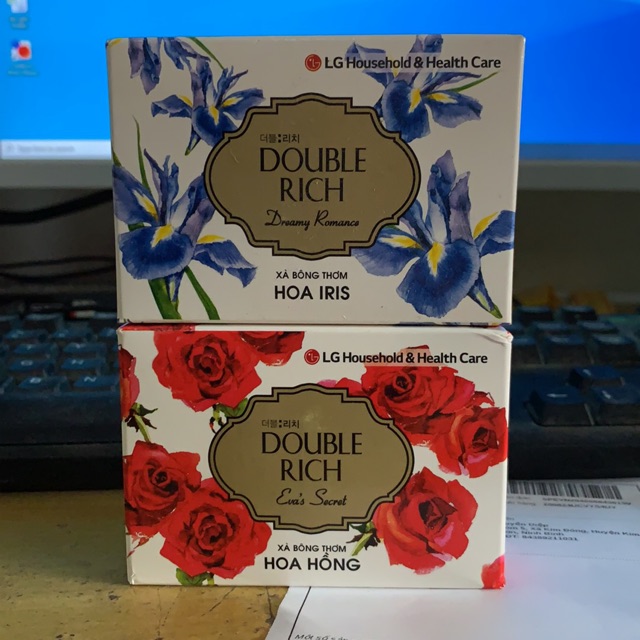 LG Household & Health Care
더블:리치
DOUBLE
RICH
Dreamy Romance
XÀ BÔNG THƠM
HOA IRIS
LG Household & Health Care
더블:리치
DOUBLE
RICH
Eva's Secret
XÀ BÔNG THƠM
HOA HỒNG